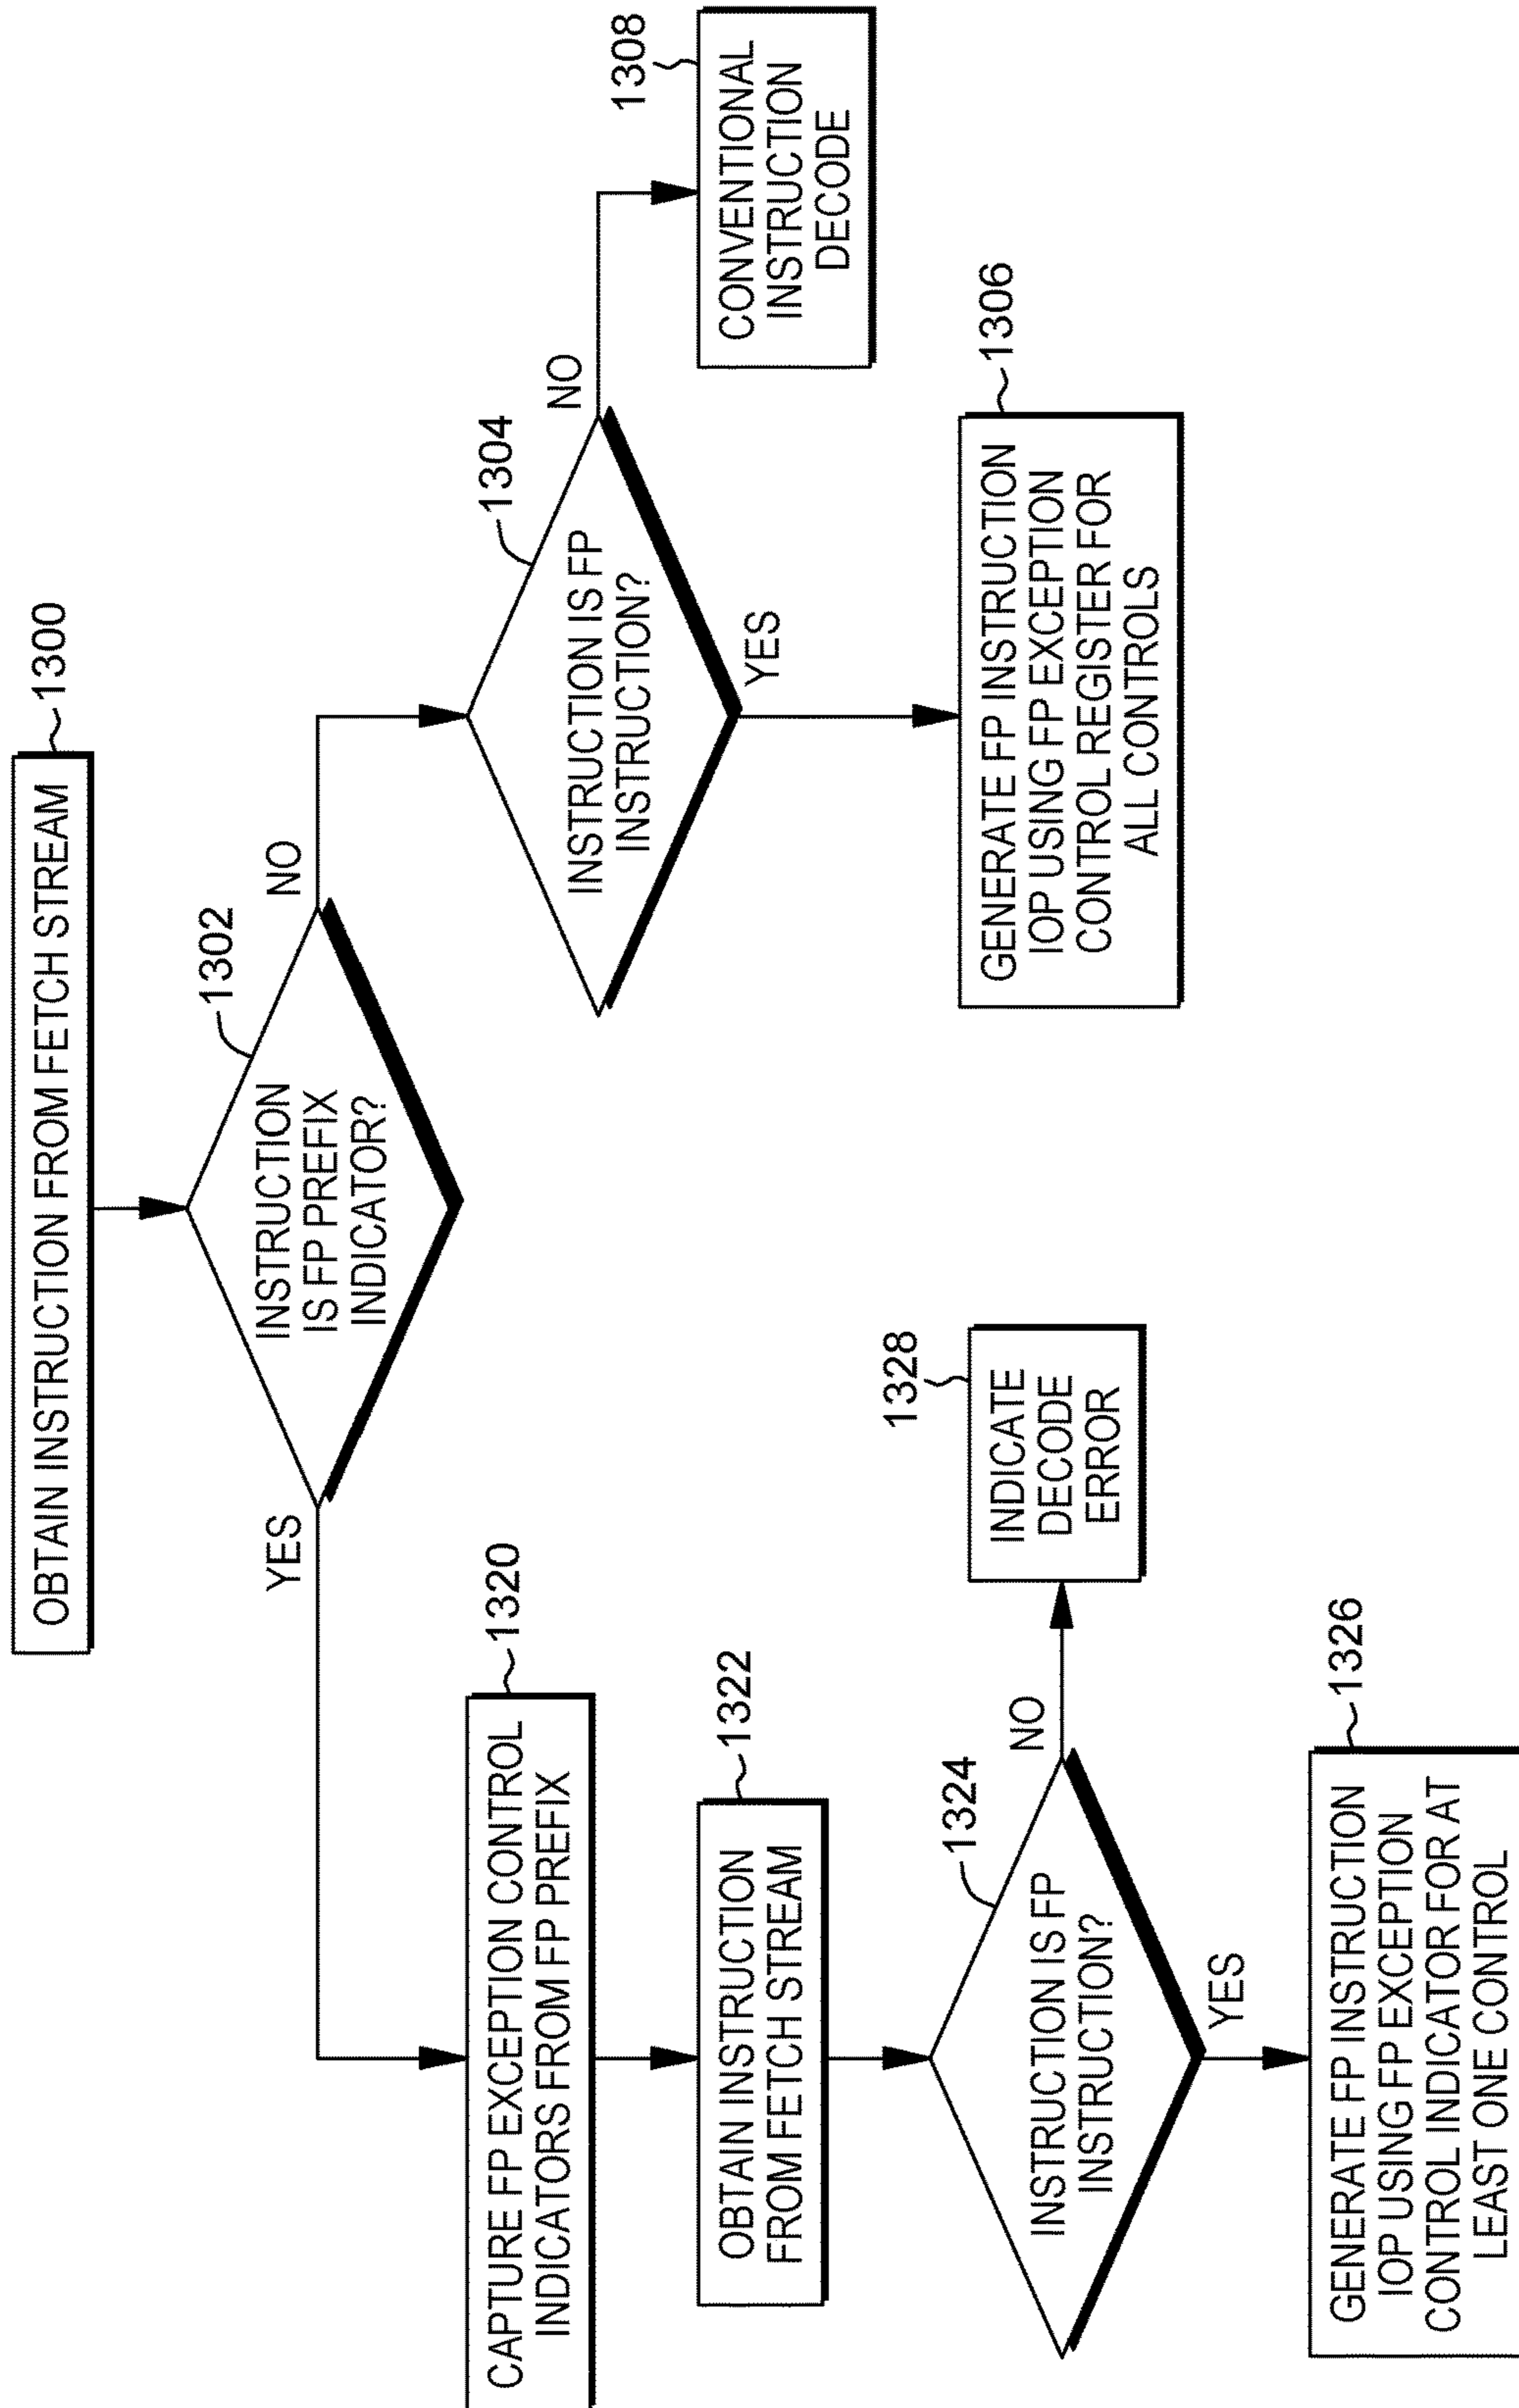 OBTAIN INSTRUCTION FROM FETCH STREAM
1300
INSTRUCTION
IS FP PREFIX
INDICATOR?
1302
YES
NO
CAPTURE FP EXCEPTION CONTROL
INDICATORS FROM FP PREFIX
1320
OBTAIN INSTRUCTION
FROM FETCH STREAM
1322
INSTRUCTION IS FP
INSTRUCTION?
1324
NO
YES
INDICATE
DECODE
ERROR
1328
GENERATE FP INSTRUCTION
IOP USING FP EXCEPTION
CONTROL INDICATOR FOR AT
LEAST ONE CONTROL
1326
INSTRUCTION IS FP
INSTRUCTION?
1304
NO
YES
CONVENTIONAL
INSTRUCTION
DECODE
1308
GENERATE FP INSTRUCTION
IOP USING FP EXCEPTION
CONTROL REGISTER FOR
ALL CONTROLS
1306